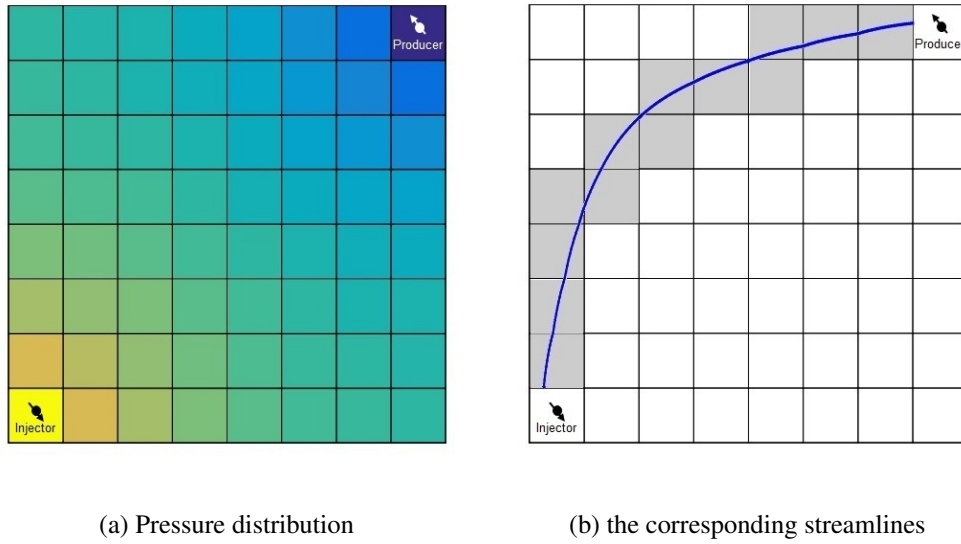 Producer
Injector
Produce
Injector
(a) Pressure distribution
(b) the corresponding streamlines